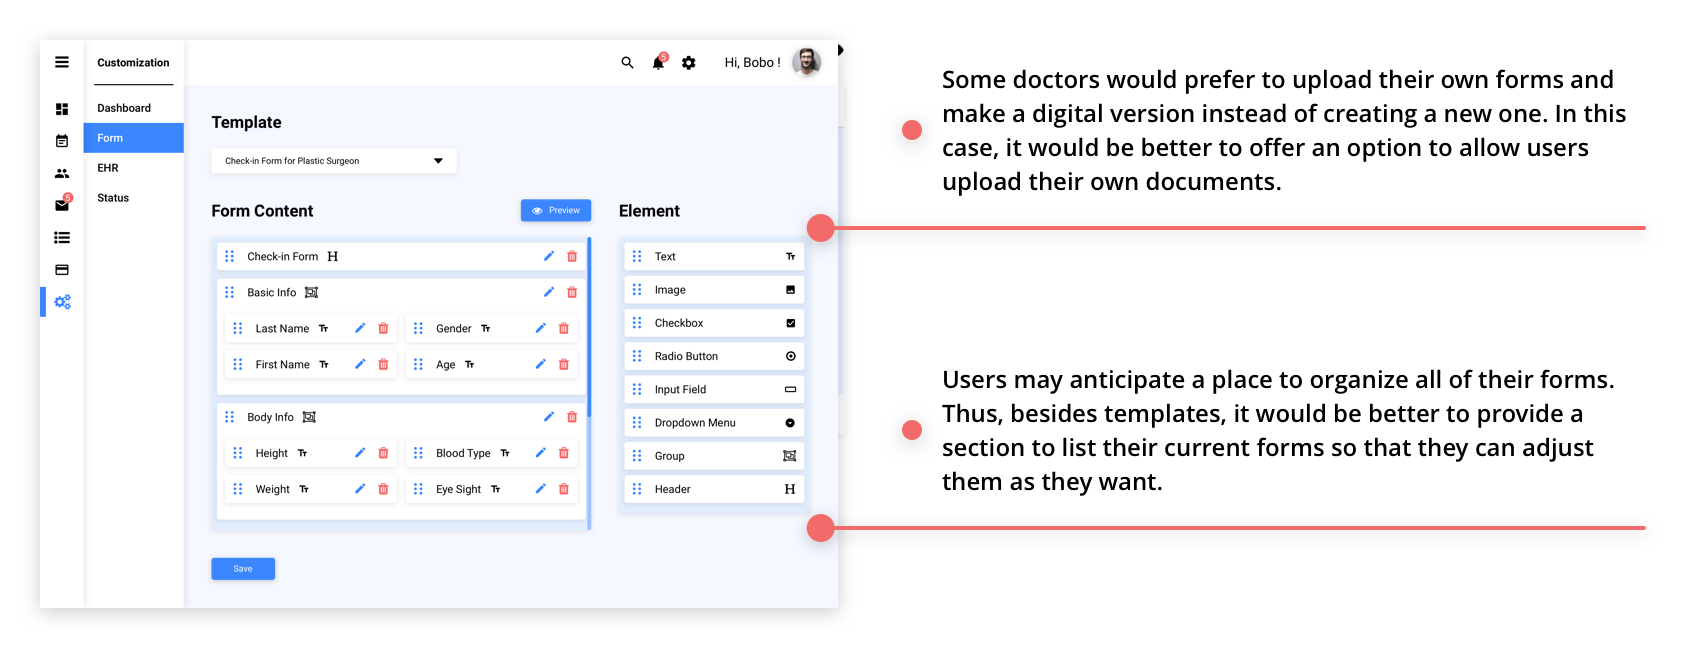 Customization
Hi, Bobo !
5
Dashboard
Form
EHR
Status
5
Template
Check-in Form for Plastic Surgeon
Form Content
Preview
Element
Check-in Form H
Basic Info
Last Name Tr
Gender Tr
First Name Tr
Age Tr
Body Info
Height Tr
Blood Type Tr
Weight Tr
Eye Sight Tr
Text Tr
Image
Checkbox
Radio Button
Input Field
Dropdown Menu
Group
Header H
Save
Some doctors would prefer to upload their own forms and
make a digital version instead of creating a new one. In this
case, it would be better to offer an option to allow users
upload their own documents.
Users may anticipate a place to organize all of their forms.
Thus, besides templates, it would be better to provide a
section to list their current forms so that they can adjust
them as they want.